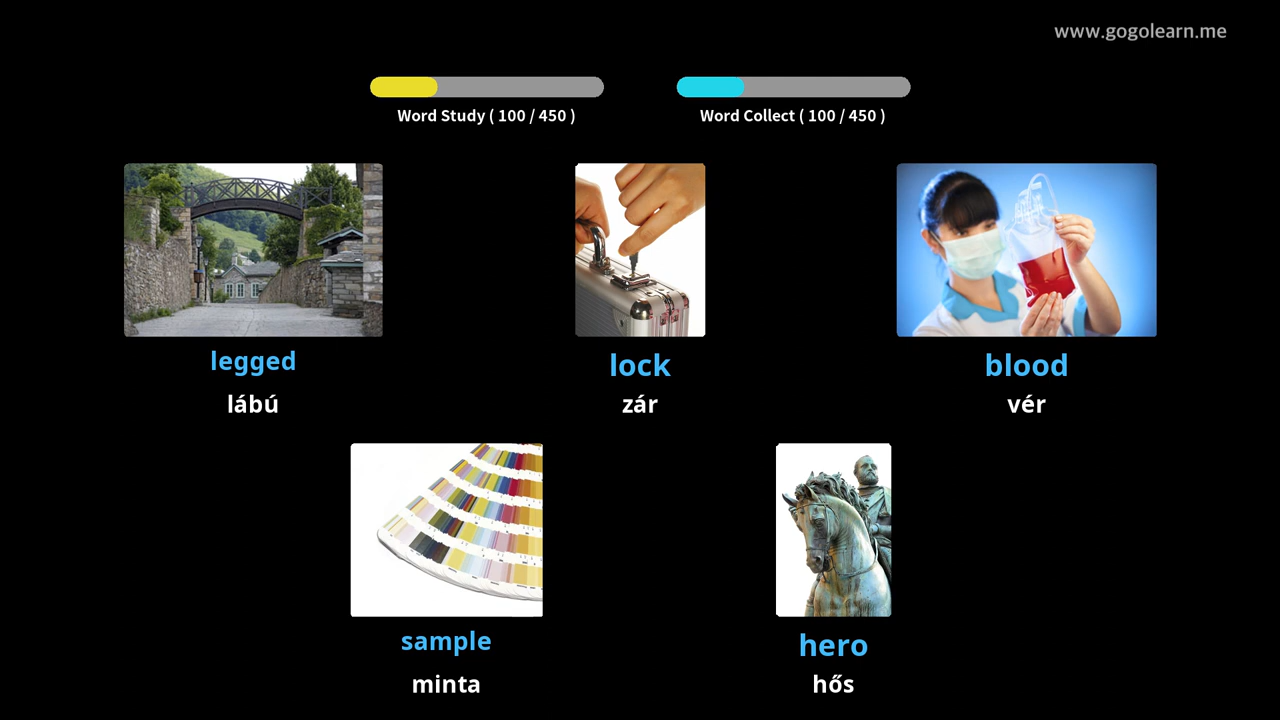 www.gogolearn.me
Word Study ( 100 / 450 )
Word Collect ( 100 / 450 )
legged
lock
blood
lábú
zár
vér
sample
hero
minta
hős